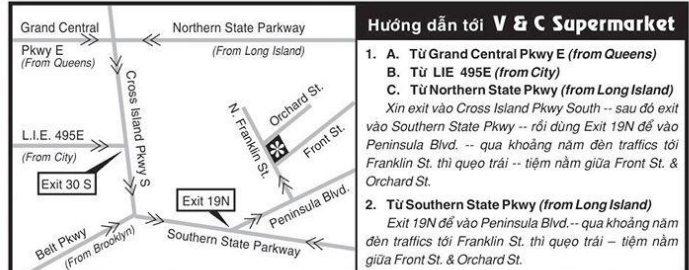 Grand Central
Pkwy E
(From Queens)
Northern State Parkway
(From Long Island)
Cross Island Pkwy S
L.I.E. 495E
(From City)
Exit 30 S
Exit 19N
N. Franklin St.
Orchard St.
Front St.
Peninsula Blvd.
Belt Pkwy
(From Brooklyn)
Southern State Parkway
Hướng dẫn tới V & C Supermarket
1. A. Từ Grand Central Pkwy E (from Queens)
B. Từ LIE 495E (from City)
C. Từ Northern State Pkwy (from Long Island)
Xin exit vào Cross Island Pkwy South -- sau đó exit
vào Southern State Pkwy -- rồi dùng Exit 19N để vào
Peninsula Blvd. -- qua khoảng năm đèn traffics tới
Franklin St. thì quẹo trái -- tiệm nằm giữa Front St. &
Orchard St.
2. Từ Southern State Pkwy (from Long Island)
Exit 19N để vào Peninsula Blvd.-- qua khoảng năm
đèn traffics tới Franklin St. thì quẹo trái – tiệm nằm
giữa Front St. & Orchard St.